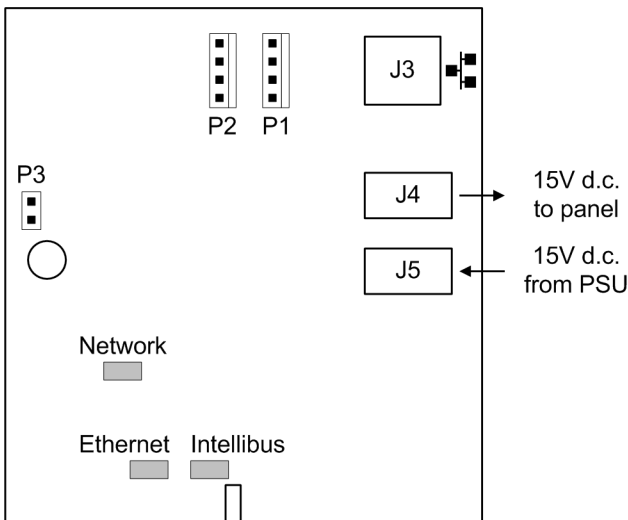 J3
P2 P1
P3
J4
15V d.c.
to panel
J5
15V d.c.
from PSU
Network
Ethernet Intellibus